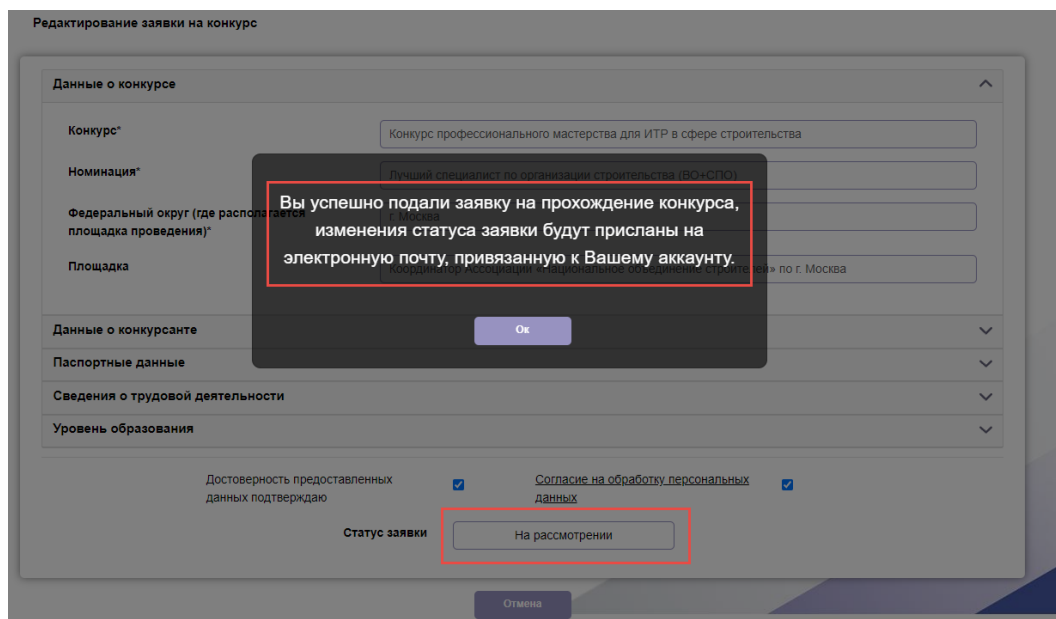 Редактирование заявки на конкурс
Данные о конкурсе
Конкурс*
Конкурс профессионального мастерства для ИТР в сфере строительства
Номинация*
Лучший специалист по организации строительства (ВО+СПО)
Федеральный округ (где располагается
площадка проведения)*
г. Москва
Площадка
Координатор Ассоциации «Национальное объединение строителей» по г. Москва
Вы успешно подали заявку на прохождение конкурса,
изменения статуса заявки будут присланы на
электронную почту, привязанную к Вашему аккаунту.
Ок
Данные о конкурсанте
Паспортные данные
Сведения о трудовой деятельности
Уровень образования
Достоверность предоставленных
данных подтверждаю
Согласие на обработку персональных
данных
Статус заявки
На рассмотрении
Отмена